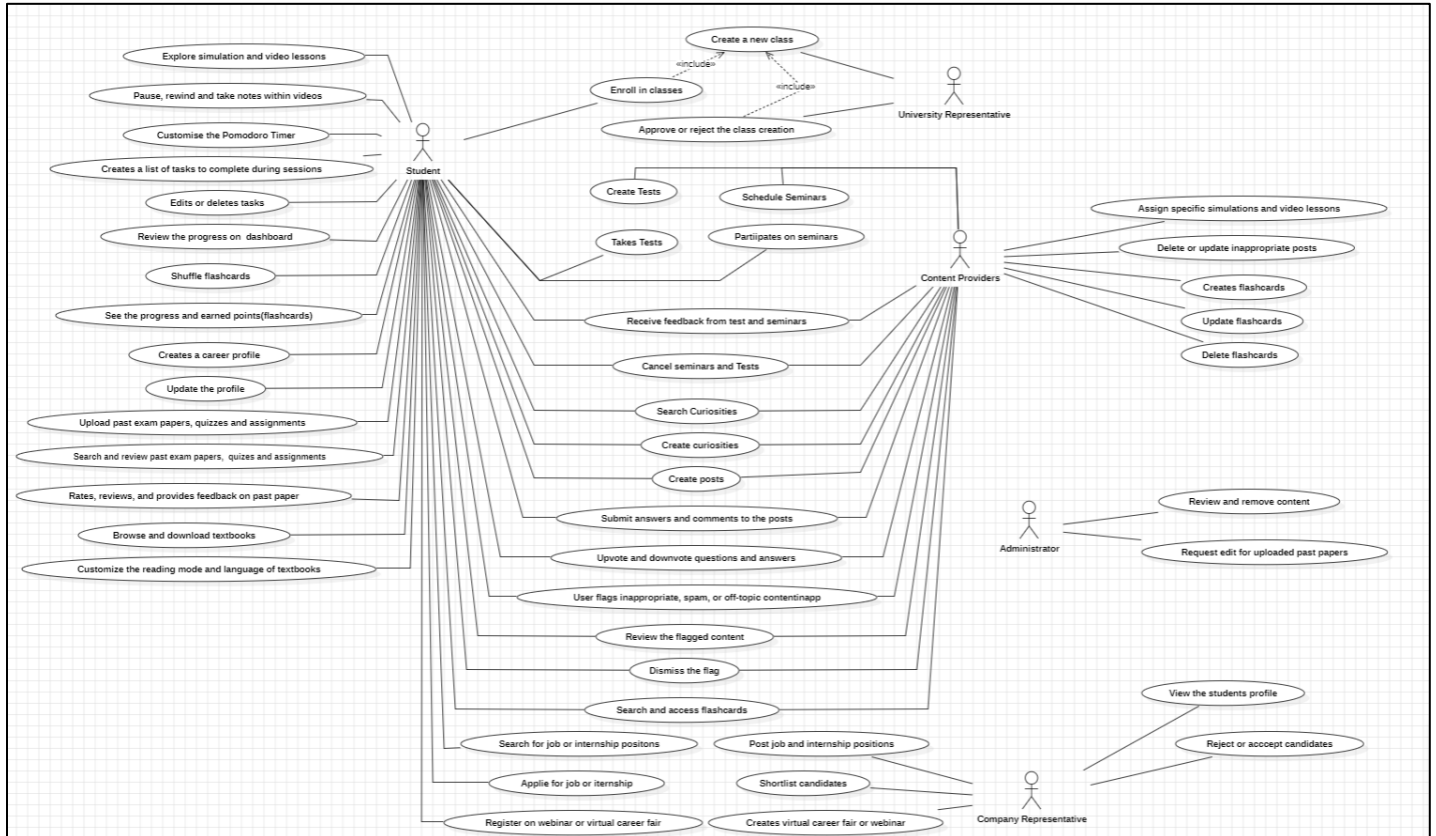 Create a new class
Explore simulation and video lessons
«include»
Enroll in classes
«include»
Pause, rewind and take notes within videos
University Representative
Customise the Pomodoro Timer
Approve or reject the class creation
Creates a list of tasks to complete during sessions
Student
Create Tests
Schedule Seminars
Edits or deletes tasks
Assign specific simulations and video lessons
Review the progress on dashboard
Takes Tests
Partiipates on seminars
Delete or update inappropriate posts
Shuffle flashcards
Content Providers
Creates flashcards
See the progress and earned points(flashcards)
Receive feedback from test and seminars
Update flashcards
Creates a career profile
Delete flashcards
Cancel seminars and Tests
Update the profile
Search Curiosities
Upload past exam papers, quizzes and assignments
Create curiosities
Search and review past exam papers, quizes and assignments
Create posts
Rates, reviews, and provides feedback on past paper
Review and remove content
Submit answers and comments to the posts
Browse and download textbooks
Administrator
Request edit for uploaded past papers
Upvote and downvote questions and answers
Customize the reading mode and language of textbooks
User flags inappropriate, spam, or off-topic contentinapp
Review the flagged content
Dismiss the flag
View the students profile
Search and access flashcards
Search for job or internship positons
Post job and internship positions
Reject or acccept candidates
Applie for job or iternship
Shortlist candidates
Company Representative
Register on webinar or virtual career fair
Creates virtual career fair or webinar